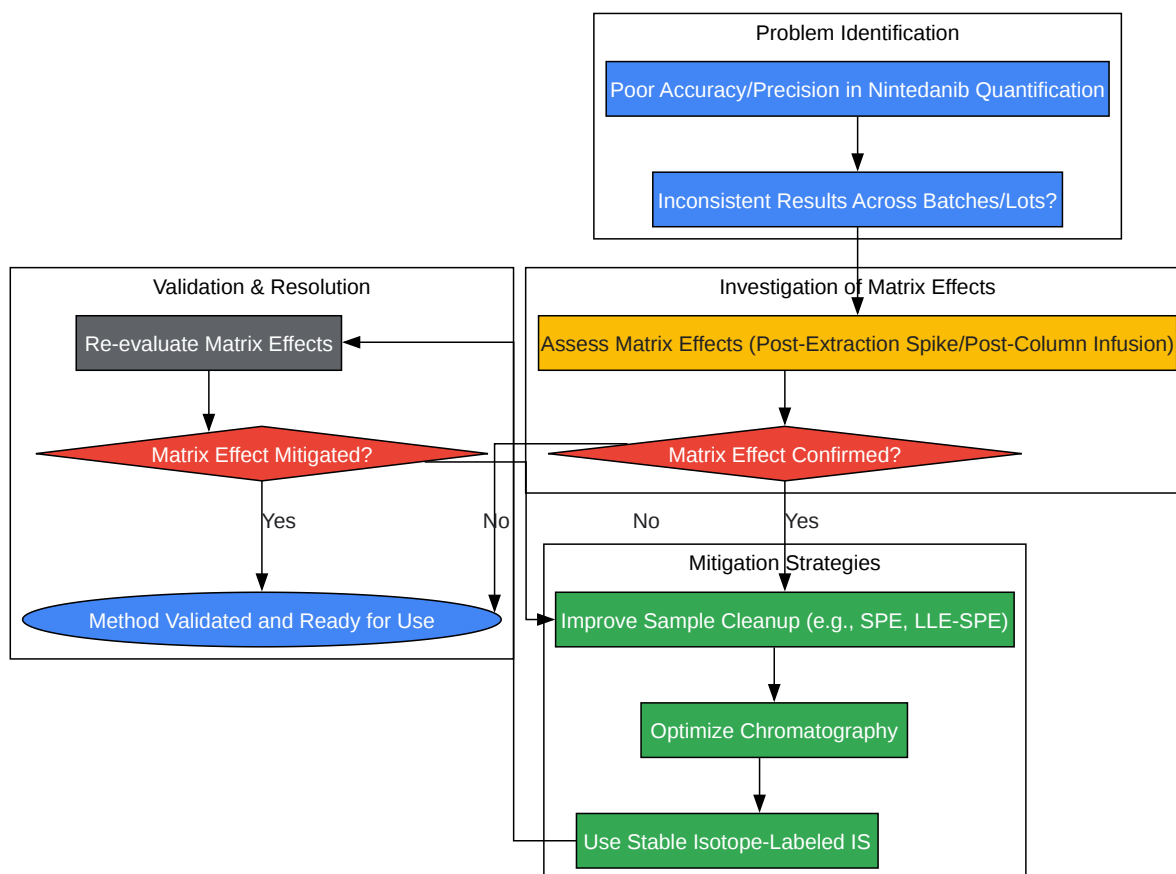 Problem Identification
Poor Accuracy/Precision in Nintedanib Quantification
Inconsistent Results Across Batches/Lots?
Validation & Resolution
Investigation of Matrix Effects
Re-evaluate Matrix Effects
Assess Matrix Effects (Post-Extraction Spike/Post-Column Infusion)
Matrix Effect Mitigated?
Matrix Effect Confirmed?
Yes
No
No
Yes
Mitigation Strategies
Method Validated and Ready for Use
Improve Sample Cleanup (e.g., SPE, LLE-SPE)
Optimize Chromatography
Use Stable Isotope-Labeled IS